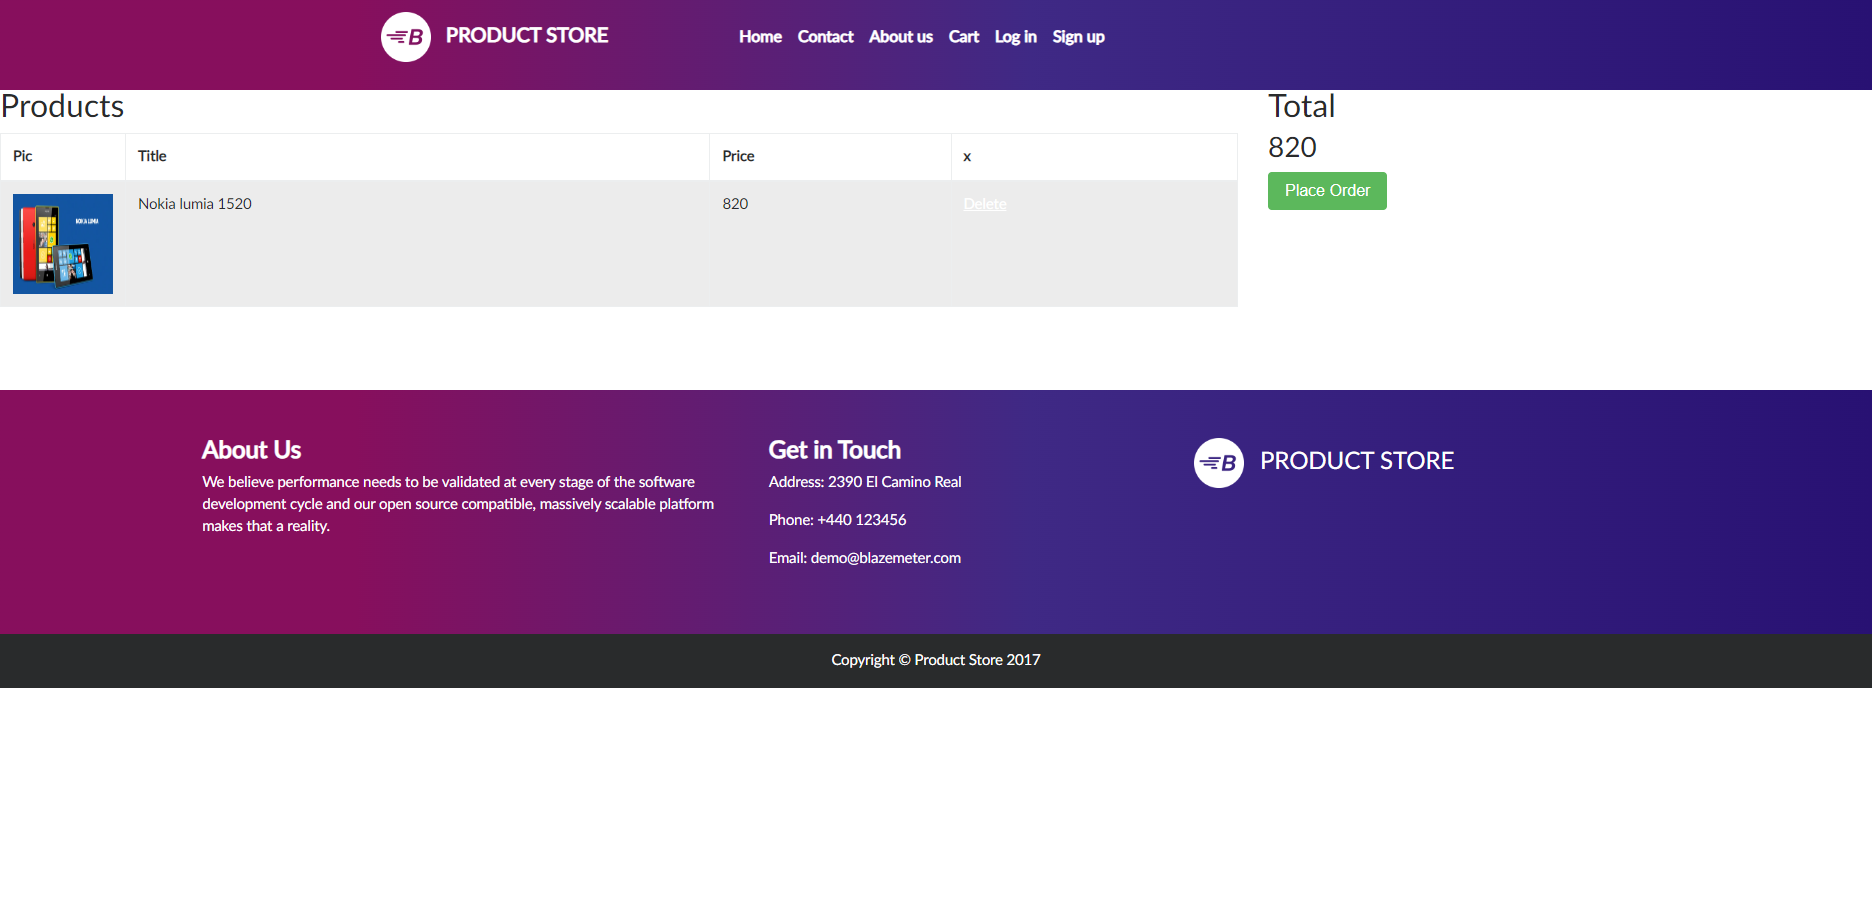 B PRODUCT STORE
Home Contact About us Cart Log in Sign up
Products
Pic Title Price x
NOKIA LUMIA
Nokia lumia 1520 820 Delete
Total
820
Place Order
About Us
We believe performance needs to be validated at every stage of the software
development cycle and our open source compatible, massively scalable platform
makes that a reality.
Get in Touch
Address: 2390 El Camino Real
Phone: +440 123456
Email: demo@blazemeter.com
B PRODUCT STORE
Copyright © Product Store 2017